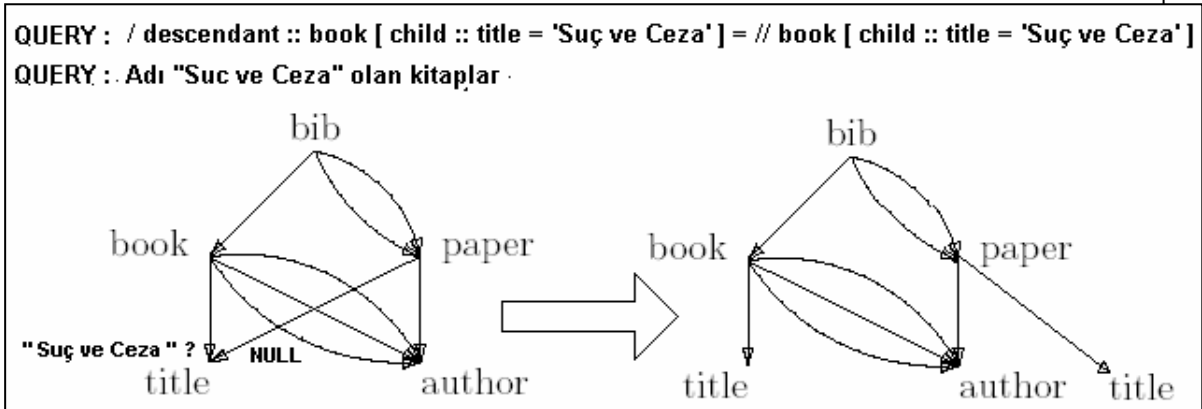 QUERY : / descendant :: book [ child :: title = 'Suç ve Ceza' ] = // book [ child :: title = 'Suç ve Ceza' ]
QUERY : Adı "Suc ve Ceza" olan kitaplar
bib
bib
book
paper
book
paper
"Suç ve Ceza" ?
NULL
title
author
title
author
title